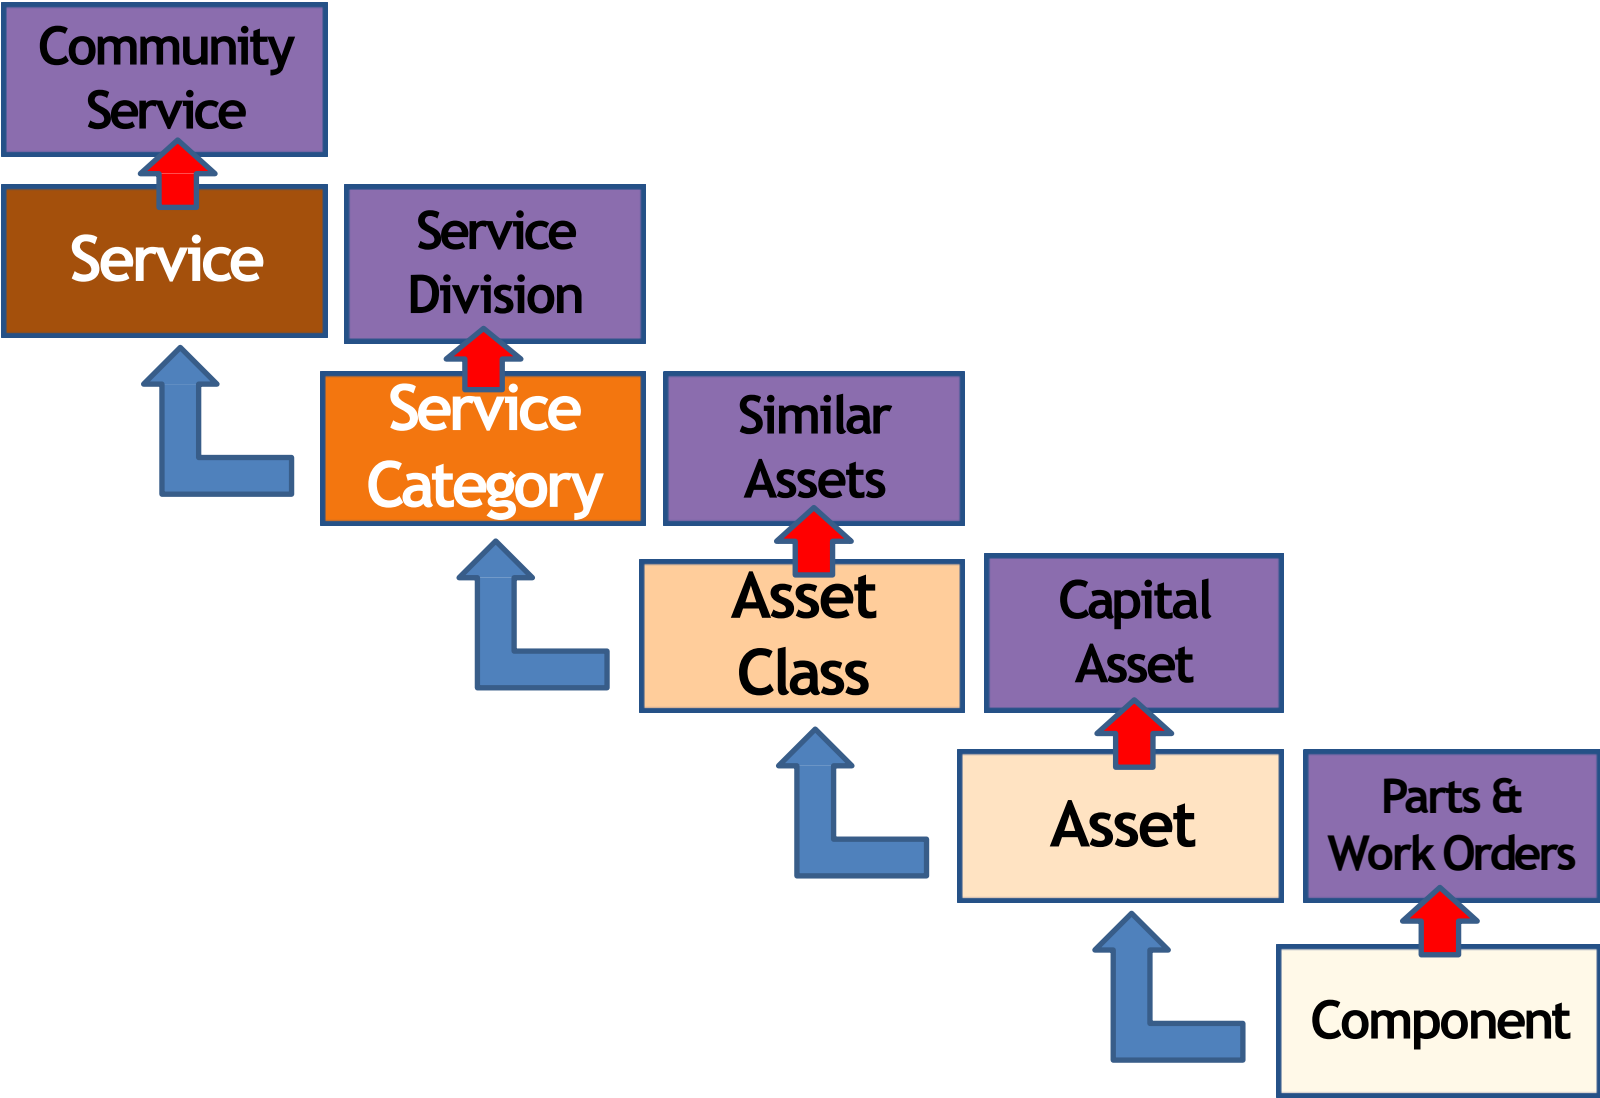 Community
Service
Service
Service
Division
Service
Category
Similar
Assets
Asset
Class
Capital
Asset
Asset
Parts &
Work Orders
Component